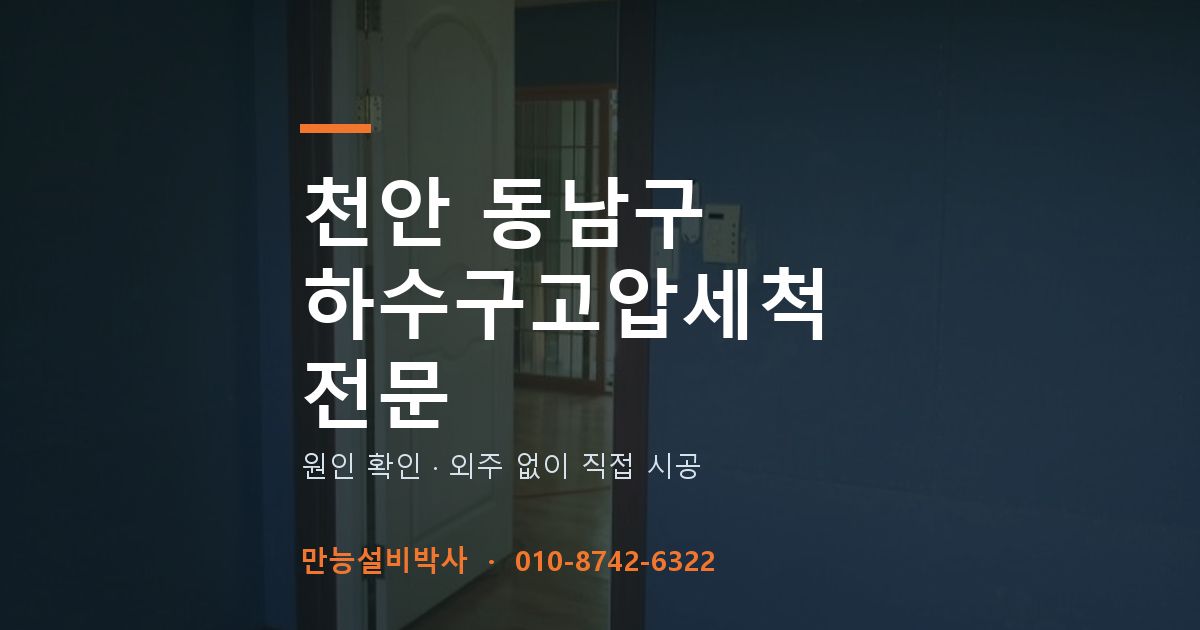 천안 동남구
하수구고압세척
전문
원인 확인 · 외주 없이 직접 시공
만능설비박사 · 010-8742-6322